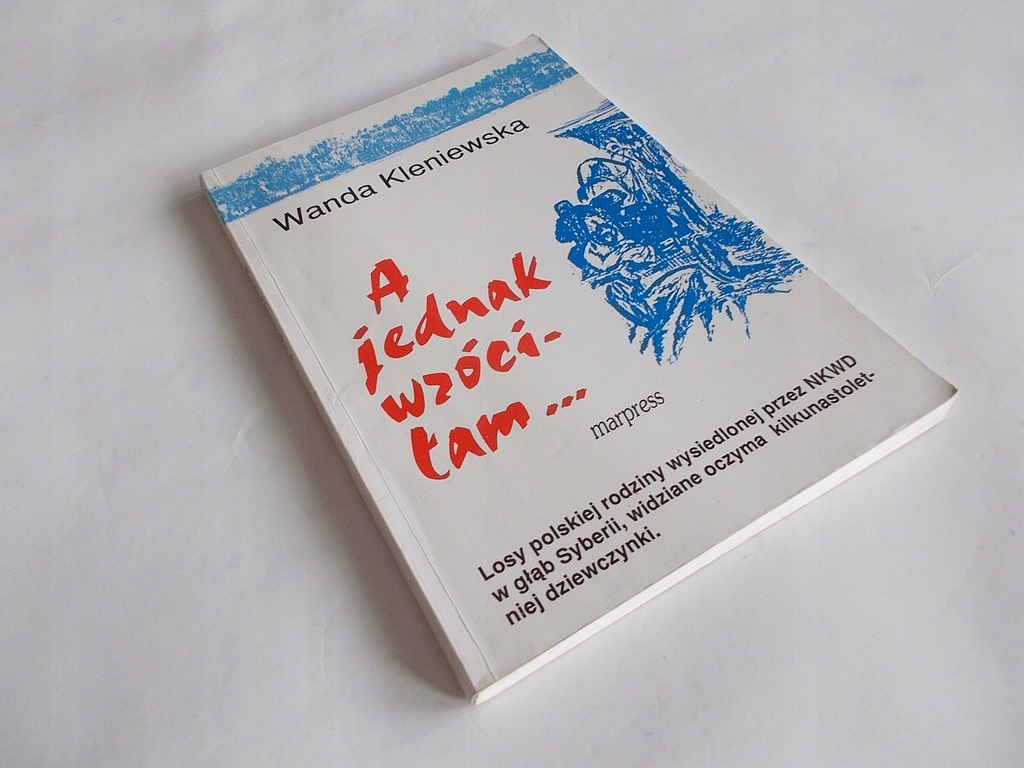 Wanda Kleniewska
A
jednak
wróci-
łam ...
marpress
Losy polskiej rodziny wysiedlonej przez NKWD
w głąb Syberii, widziane oczyma kilkunastolet-
niej dziewczynki.